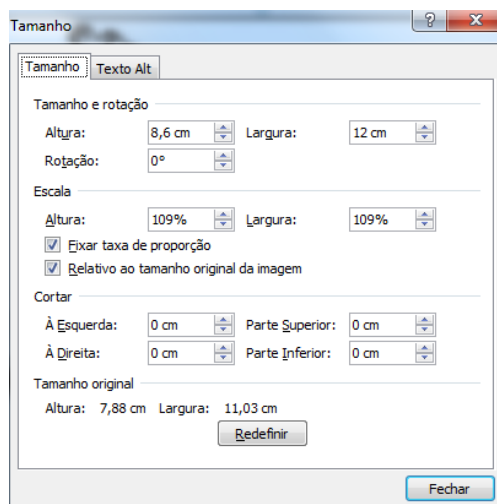 Tamanho
Tamanho Texto Alt
Tamanho e rotação
Altura: 8,6 cm Largura: 12 cm
Rotação: 0°
Escala
Altura: 109% Largura: 109%
Fixar taxa de proporção
Relativo ao tamanho original da imagem
Cortar
À Esquerda: 0 cm Parte Superior: 0 cm
À Direita: 0 cm Parte Inferior: 0 cm
Tamanho original
Altura: 7,88 cm Largura: 11,03 cm
Redefinir
Fechar